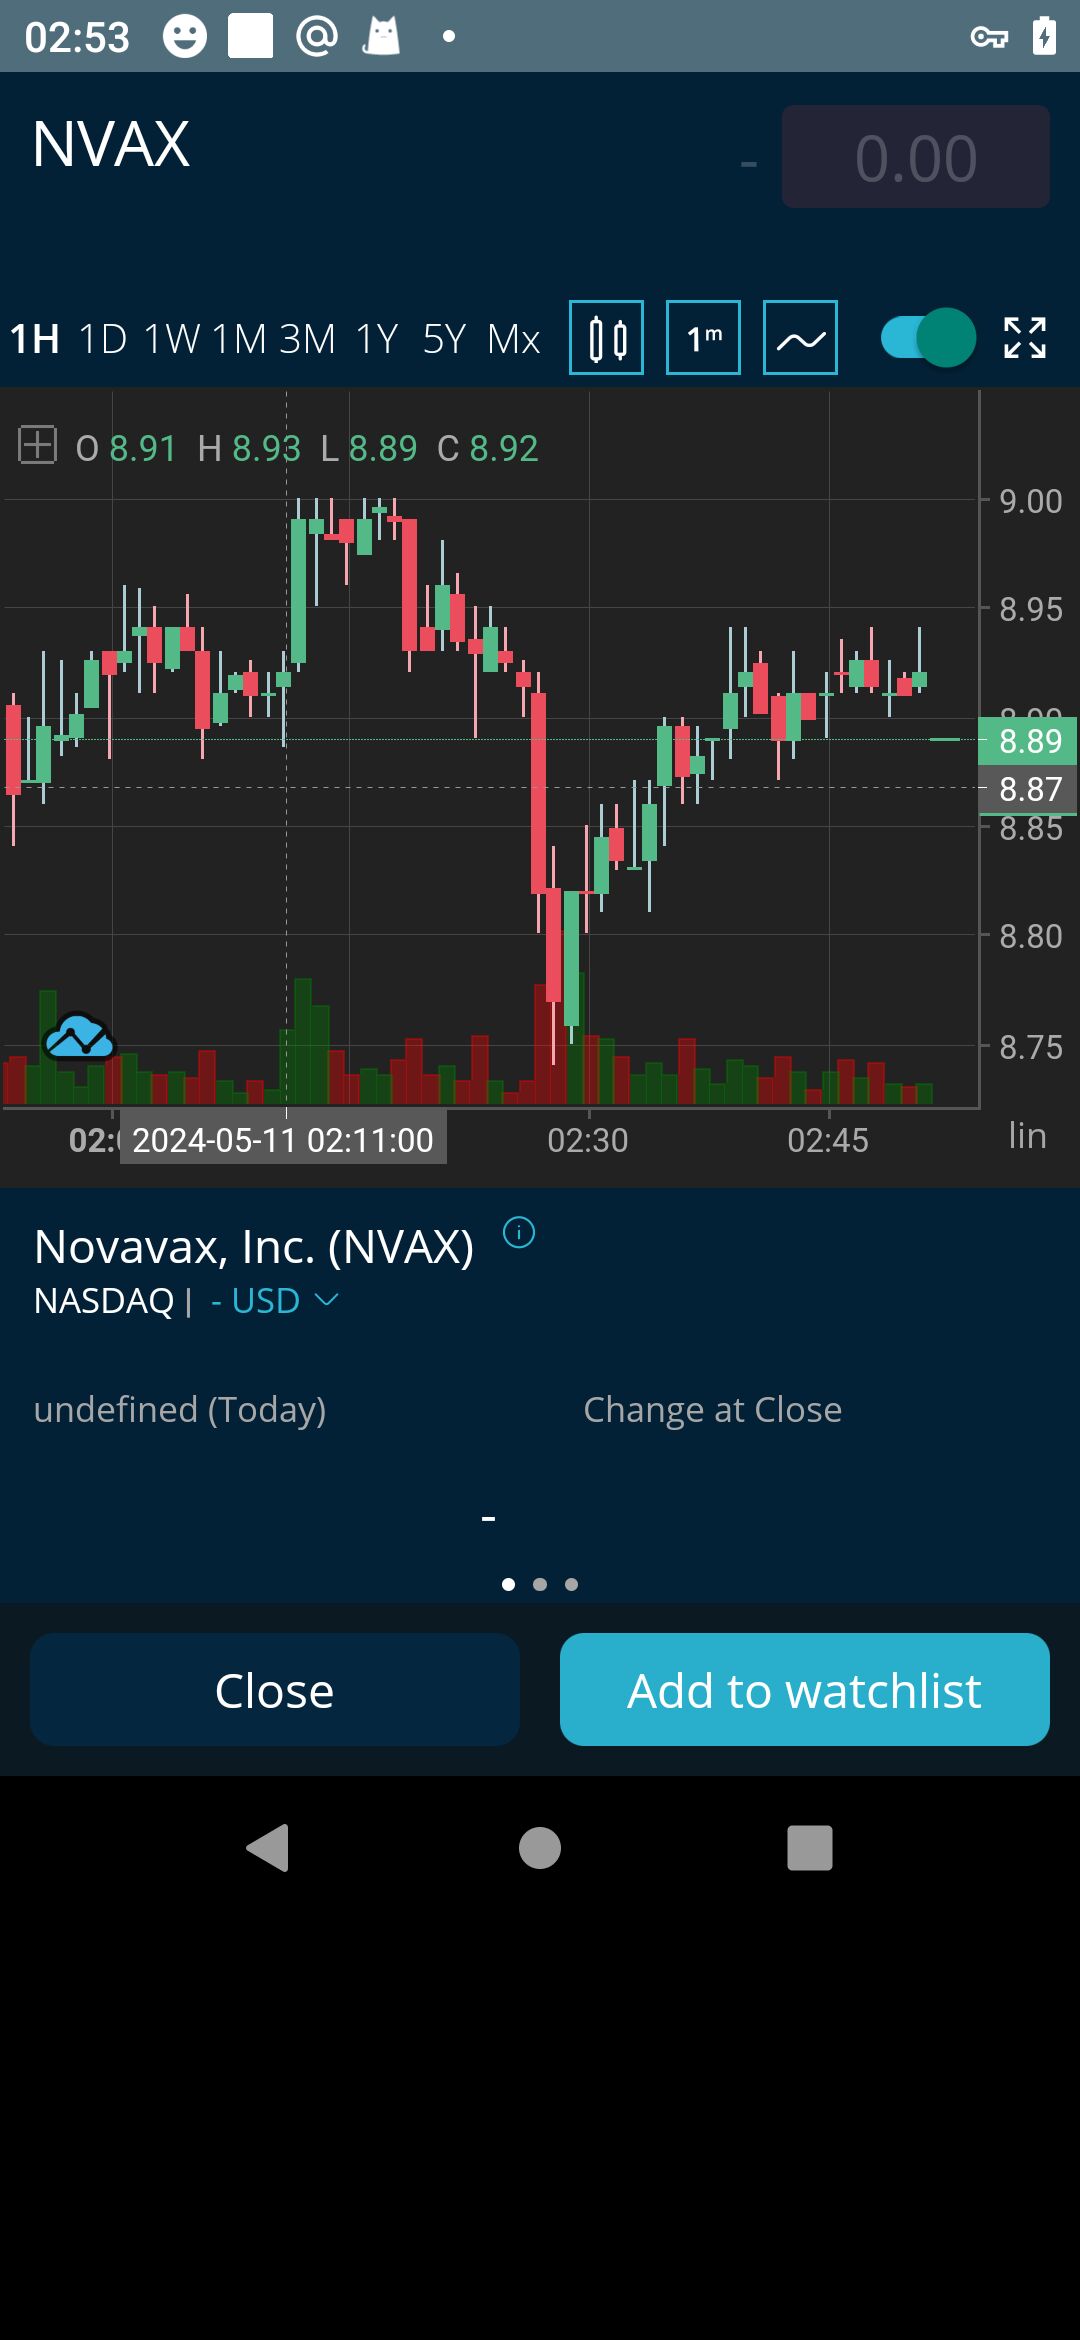 02:53
NVAX - 0.00
1H 1D 1W 1M 3M 1Y 5Y Mx 1m
O 8.91 H 8.93 L 8.89 C 8.92
9.00
8.95
8.90
8.89
8.87
8.85
8.80
8.75
02:0 2024-05-11 02:11:00 02:30 02:45 lin
Novavax, Inc. (NVAX)
NASDAQ | - USD
undefined (Today) Change at Close
-
Close Add to watchlist